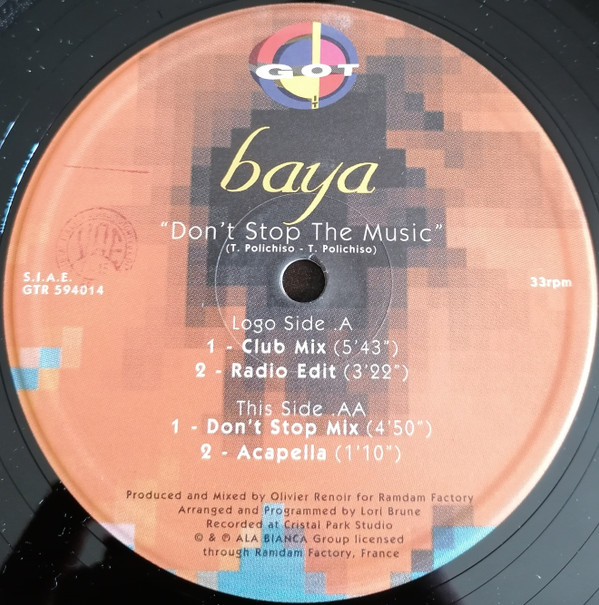 GOT
IT
baya
"Don't Stop The Music"
(T. Polichiso - T. Polichiso)
S.I.A.E.
GTR 594014
33rpm
Logo Side .A
1 - Club Mix (5'43")
2 - Radio Edit (3'22")
This Side .AA
1 - Don't Stop Mix (4'50")
2 - Acapella (1'10")
Produced and Mixed by Olivier Renoir for Ramdam Factory
Arranged and Programmed by Lori Brune
Recorded at Cristal Park Studio
© & ℗ ALA BIANCA Group licensed
through Ramdam Factory, France